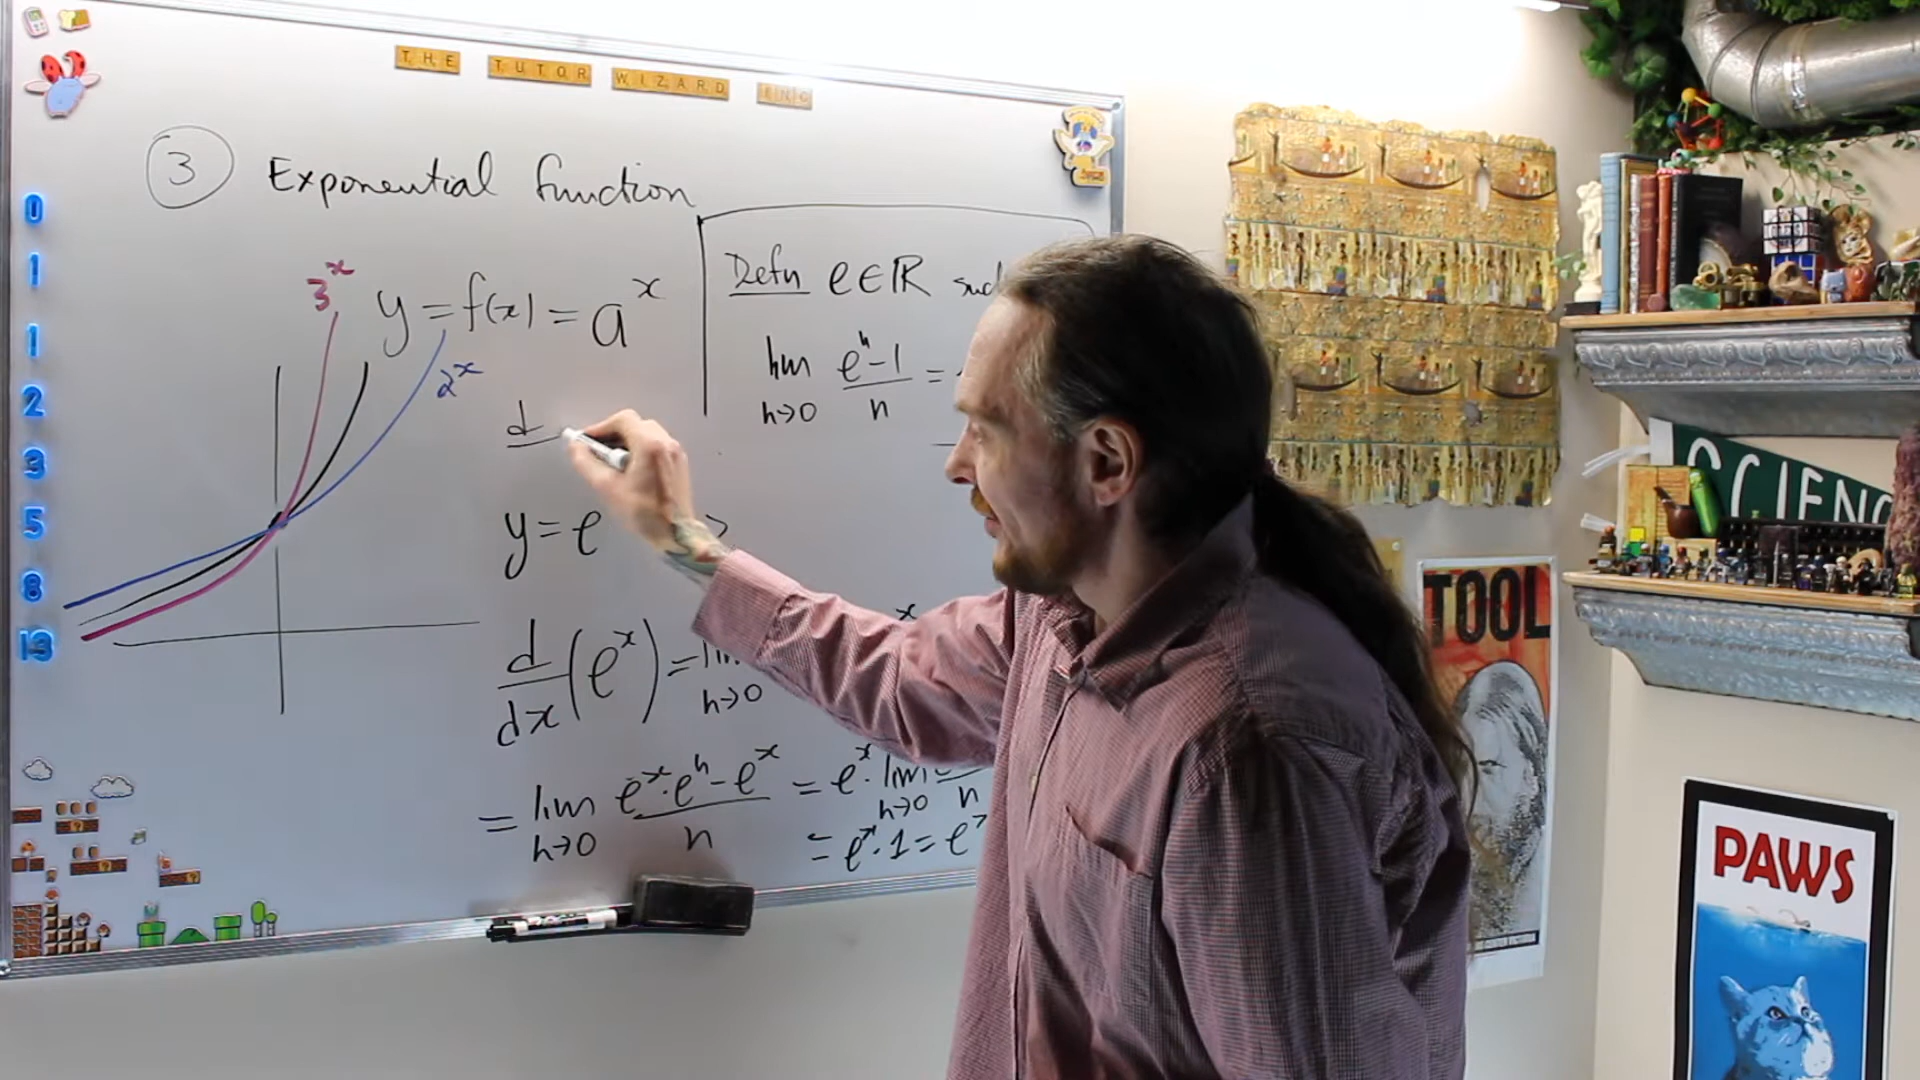 THE TUTOR WIZARD INC
3 Exponential function
0
1
1
2
3
5
8
13
3^x
y = f(x) = a^x
2^x
Defn e∈ℝ
lim h→0 (e^h - 1)/h =
d
y = e
d/dx (e^x) = lim h→0
= lim h→0 (e^x · e^h - e^x)/h = e^x · lim h→0
= e^x · 1 = e^x
TOOL
PAWS